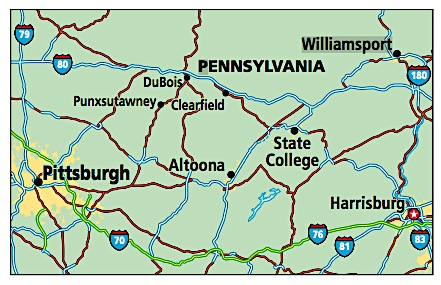 79
Williamsport
80
PENNSYLVANIA
180
DuBois
Punxsutawney
Clearfield
State
College
Altoona
Pittsburgh
Harrisburg
76
70
81
83